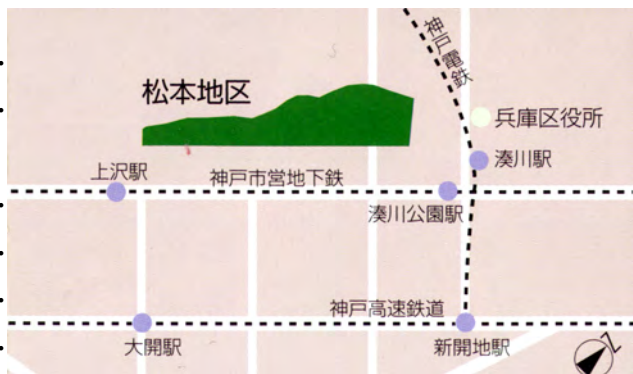 神戸電鉄
松本地区
兵庫区役所
湊川駅
上沢駅
神戸市営地下鉄
湊川公園駅
神戸高速鉄道
大開駅
新開地駅
Z